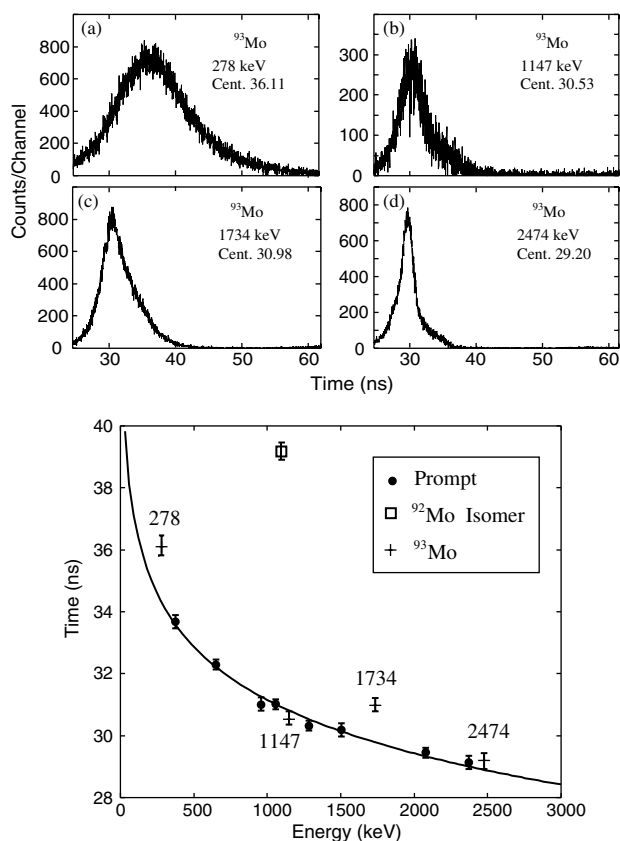 (a)
⁹³Mo
278 keV
Cent. 36.11
800
600
400
200
0
(b)
⁹³Mo
1147 keV
Cent. 30.53
300
200
100
0
Counts/Channel
(c)
⁹³Mo
1734 keV
Cent. 30.98
800
600
400
200
0
30 40 50 60
(d)
⁹³Mo
2474 keV
Cent. 29.20
800
600
400
200
0
30 40 50 60
Time (ns)
40
38
36
34
32
30
28
Time (ns)
278
1147
1734
2474
Prompt
⁹²Mo Isomer
⁹³Mo
0 500 1000 1500 2000 2500 3000
Energy (keV)